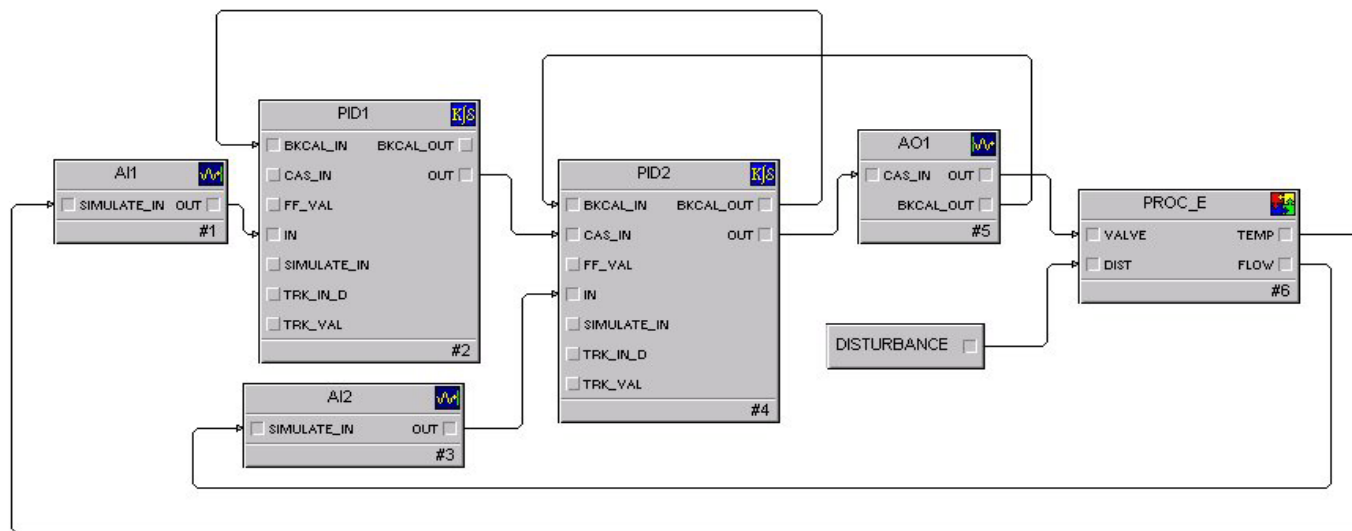 PID1
BKCAL_IN BKCAL_OUT
CAS_IN OUT
FF_VAL
IN
SIMULATE_IN
TRK_IN_D
TRK_VAL
#2
AI1
SIMULATE_IN OUT
#1
AI2
SIMULATE_IN OUT
#3
PID2
BKCAL_IN BKCAL_OUT
CAS_IN OUT
FF_VAL
IN
SIMULATE_IN
TRK_IN_D
TRK_VAL
#4
AO1
CAS_IN OUT
BKCAL_OUT
#5
PROC_E
VALVE TEMP
DIST FLOW
#6
DISTURBANCE